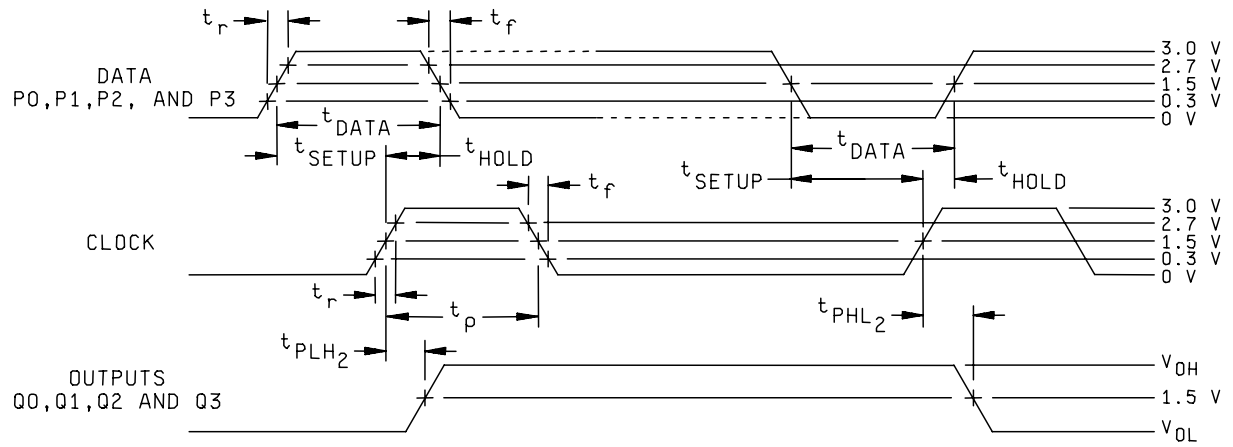 t_r
t_f
3.0 V
2.7 V
1.5 V
0.3 V
0 V
DATA
P0,P1,P2, AND P3
t_DATA
t_SETUP
t_HOLD
t_DATA
t_SETUP
t_HOLD
t_f
3.0 V
2.7 V
1.5 V
0.3 V
0 V
CLOCK
t_r
t_p
t_PHL2
t_PLH2
OUTPUTS
Q0,Q1,Q2 AND Q3
V_OH
1.5 V
V_OL